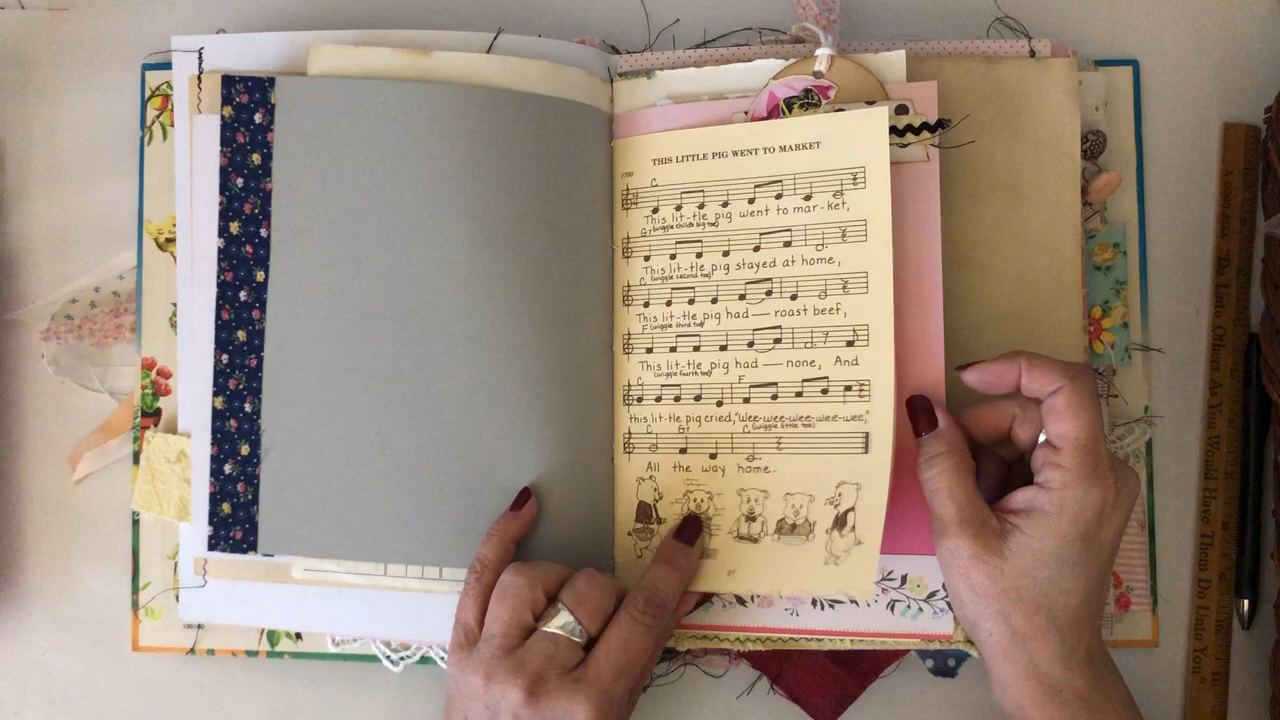 THIS LITTLE PIG WENT TO MARKET
1760
C
This lit-tle pig went to mar-ket,
G7 (wiggle child's big toe)
This lit-tle pig stayed at home,
C (wiggle second toe)
This lit-tle pig had— roast beef,
F (wiggle third toe)
This lit-tle pig had— none, And
C (wiggle fourth toe) F
this lit-tle pig cried, "Wee-wee-wee-wee-wee,"
C G7 C (wiggle little toe)
All the way home.
"Do Unto Others As You Would Have Them Do Unto You"